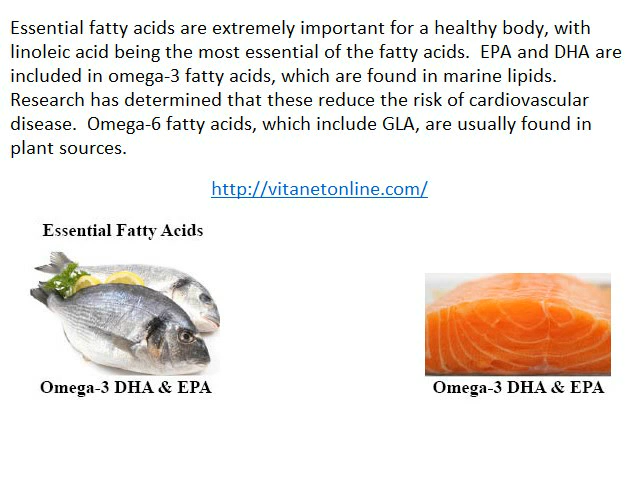 Essential fatty acids are extremely important for a healthy body, with
linoleic acid being the most essential of the fatty acids.  EPA and DHA are
included in omega-3 fatty acids, which are found in marine lipids.
Research has determined that these reduce the risk of cardiovascular
disease.  Omega-6 fatty acids, which include GLA, are usually found in
plant sources.
http://vitanetonline.com/
Essential Fatty Acids
Omega-3 DHA & EPA
Omega-3 DHA & EPA